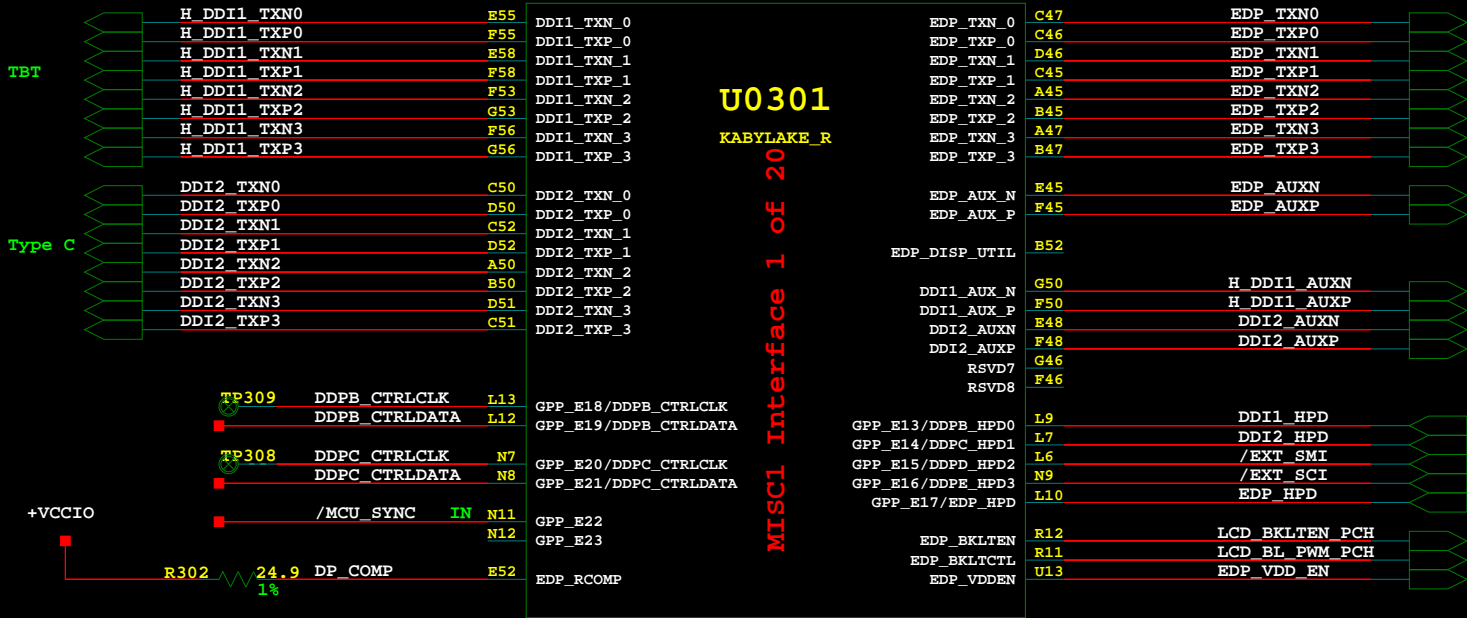 H_DDI1_TXN0 E55 DDI1_TXN_0 EDP_TXN_0 C47 EDP_TXN0
H_DDI1_TXP0 F55 DDI1_TXP_0 EDP_TXP_0 C46 EDP_TXP0
H_DDI1_TXN1 E58 DDI1_TXN_1 EDP_TXN_1 D46 EDP_TXN1
TBT H_DDI1_TXP1 F58 DDI1_TXP_1 EDP_TXP_1 C45 EDP_TXP1
H_DDI1_TXN2 F53 DDI1_TXN_2 EDP_TXN_2 A45 EDP_TXN2
U0301
H_DDI1_TXP2 G53 DDI1_TXP_2 EDP_TXP_2 B45 EDP_TXP2
H_DDI1_TXN3 F56 DDI1_TXN_3 KABYLAKE_R EDP_TXN_3 A47 EDP_TXN3
H_DDI1_TXP3 G56 DDI1_TXP_3 EDP_TXP_3 B47 EDP_TXP3
MISC1 Interface 1 of 20
DDI2_TXN0 C50 DDI2_TXN_0 EDP_AUX_N E45 EDP_AUXN
DDI2_TXP0 D50 DDI2_TXP_0 EDP_AUX_P F45 EDP_AUXP
DDI2_TXN1 C52 DDI2_TXN_1
Type C DDI2_TXP1 D52 DDI2_TXP_1 EDP_DISP_UTIL B52
DDI2_TXN2 A50 DDI2_TXN_2
DDI2_TXP2 B50 DDI2_TXP_2 DDI1_AUX_N G50 H_DDI1_AUXN
DDI2_TXN3 D51 DDI2_TXN_3 DDI1_AUX_P F50 H_DDI1_AUXP
DDI2_TXP3 C51 DDI2_TXP_3 DDI2_AUXN E48 DDI2_AUXN
DDI2_AUXP F48 DDI2_AUXP
RSVD7 G46
RSVD8 F46
TP309 DDPB_CTRLCLK L13 GPP_E18/DDPB_CTRLCLK
DDPB_CTRLDATA L12 GPP_E19/DDPB_CTRLDATA GPP_E13/DDPB_HPD0 L9 DDI1_HPD
GPP_E14/DDPC_HPD1 L7 DDI2_HPD
TP308 DDPC_CTRLCLK N7 GPP_E20/DDPC_CTRLCLK GPP_E15/DDPD_HPD2 L6 /EXT_SMI
DDPC_CTRLDATA N8 GPP_E21/DDPC_CTRLDATA GPP_E16/DDPE_HPD3 N9 /EXT_SCI
GPP_E17/EDP_HPD L10 EDP_HPD
+VCCIO /MCU_SYNC IN N11 GPP_E22
N12 GPP_E23 EDP_BKLTEN R12 LCD_BKLTEN_PCH
EDP_BKLTCTL R11 LCD_BL_PWM_PCH
R302 24.9 DP_COMP E52 EDP_RCOMP EDP_VDDEN U13 EDP_VDD_EN
1%